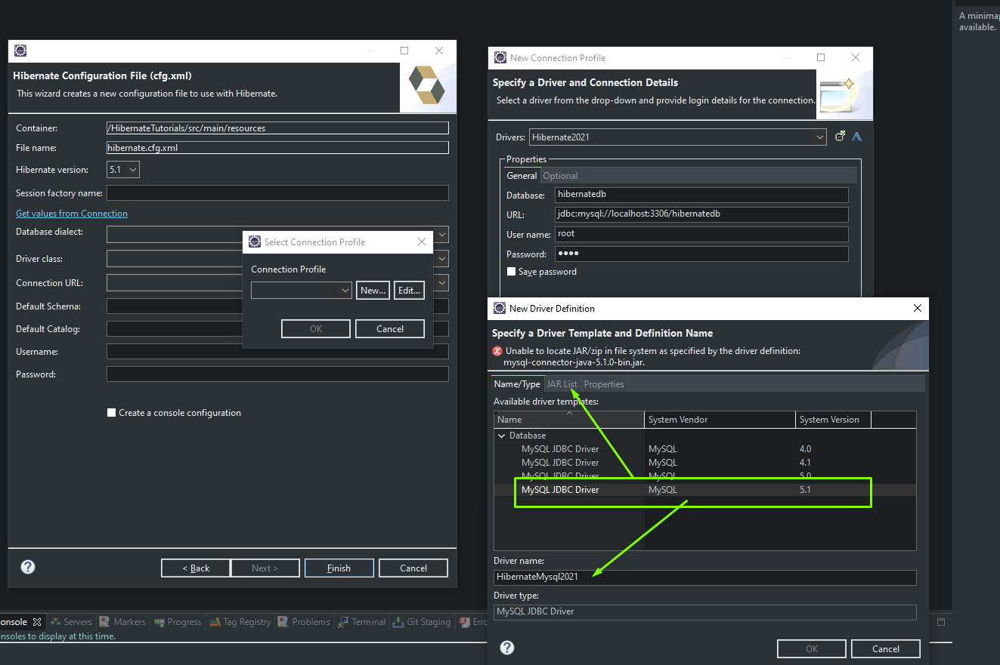 A minimap
available.
Hibernate Configuration File (cfg.xml)
This wizard creates a new configuration file to use with Hibernate.
Container: /HibernateTutorials/src/main/resources
File name: hibernate.cfg.xml
Hibernate version: 5.1
Session factory name:
Get values from Connection
Database dialect:
Driver class:
Connection URL:
Default Schema:
Default Catalog:
Username:
Password:
Create a console configuration
< Back Next > Finish Cancel
Select Connection Profile
Connection Profile
New... Edit...
OK Cancel
New Connection Profile
Specify a Driver and Connection Details
Select a driver from the drop-down and provide login details for the connection.
Drivers: Hibernate2021
Properties
General Optional
Database: hibernatedb
URL: jdbc:mysql://localhost:3306/hibernatedb
User name: root
Password: ••••
Save password
New Driver Definition
Specify a Driver Template and Definition Name
Unable to locate JAR/zip in file system as specified by the driver definition:
mysql-connector-java-5.1.0-bin.jar.
Name/Type JAR List Properties
Available driver templates:
Name System Vendor System Version
Database
MySQL JDBC Driver MySQL 4.0
MySQL JDBC Driver MySQL 4.1
MySQL JDBC Driver MySQL 5.0
MySQL JDBC Driver MySQL 5.1
Driver name:
HibernateMysql2021
Driver type:
MySQL JDBC Driver
OK Cancel
onsole Servers Markers Progress Tag Registry Problems Terminal Git Staging Erro
nsoles to display at this time.